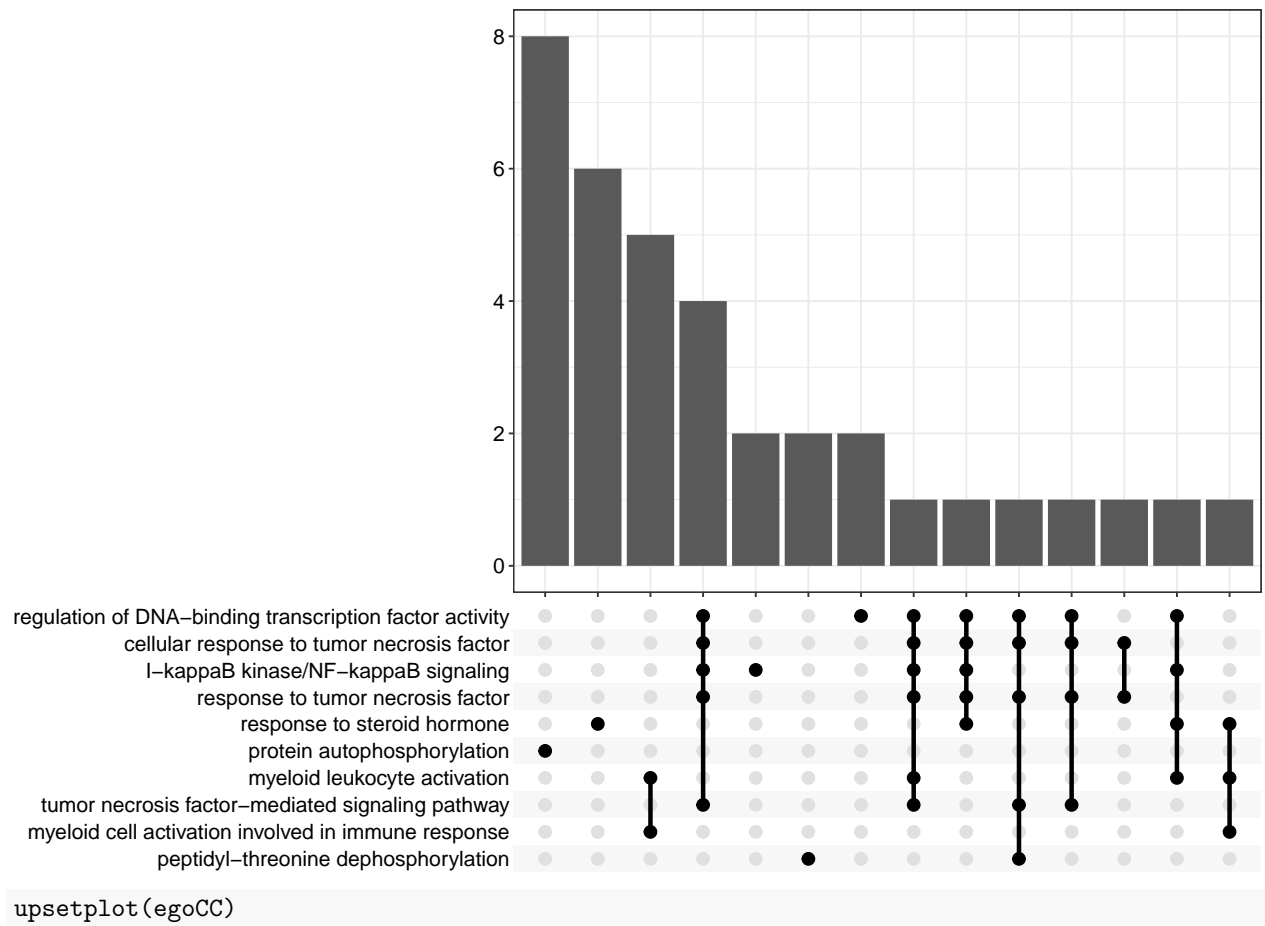 8
6
4
2
0
regulation of DNA−binding transcription factor activity
cellular response to tumor necrosis factor
I−kappaB kinase/NF−kappaB signaling
response to tumor necrosis factor
response to steroid hormone
protein autophosphorylation
myeloid leukocyte activation
tumor necrosis factor−mediated signaling pathway
myeloid cell activation involved in immune response
peptidyl−threonine dephosphorylation
upsetplot(egoCC)